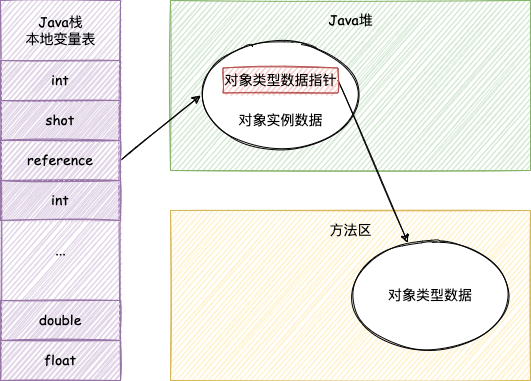 Java栈
本地变量表
int
shot
reference
int
...
double
float
Java堆
对象类型数据指针
对象实例数据
方法区
对象类型数据